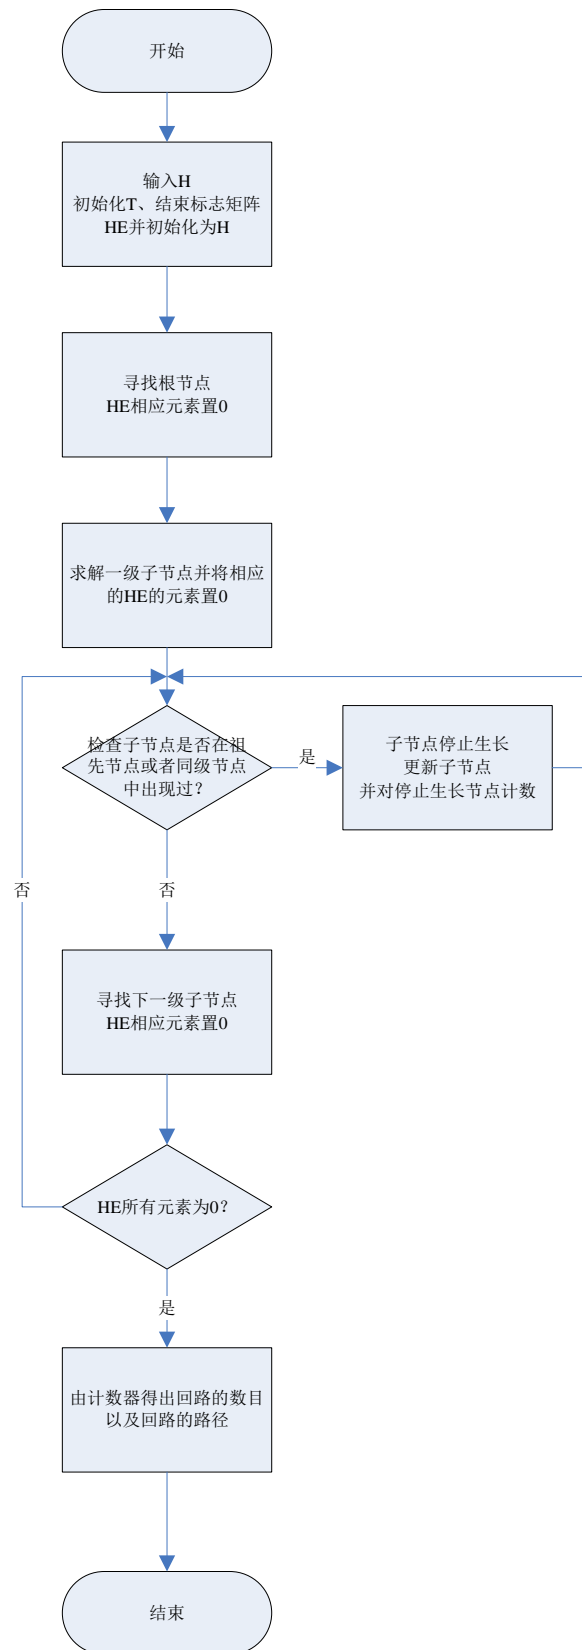 开始
输入H
初始化T、结束标志矩阵
HE并初始化为H
寻找根节点
HE相应元素置0
求解一级子节点并将相应
的HE的元素置0
检查子节点是否在祖
先节点或者同级节点
中出现过？
是
子节点停止生长
更新子节点
并对停止生长节点计数
否
否
寻找下一级子节点
HE相应元素置0
HE所有元素为0？
是
由计数器得出回路的数目
以及回路的路径
结束